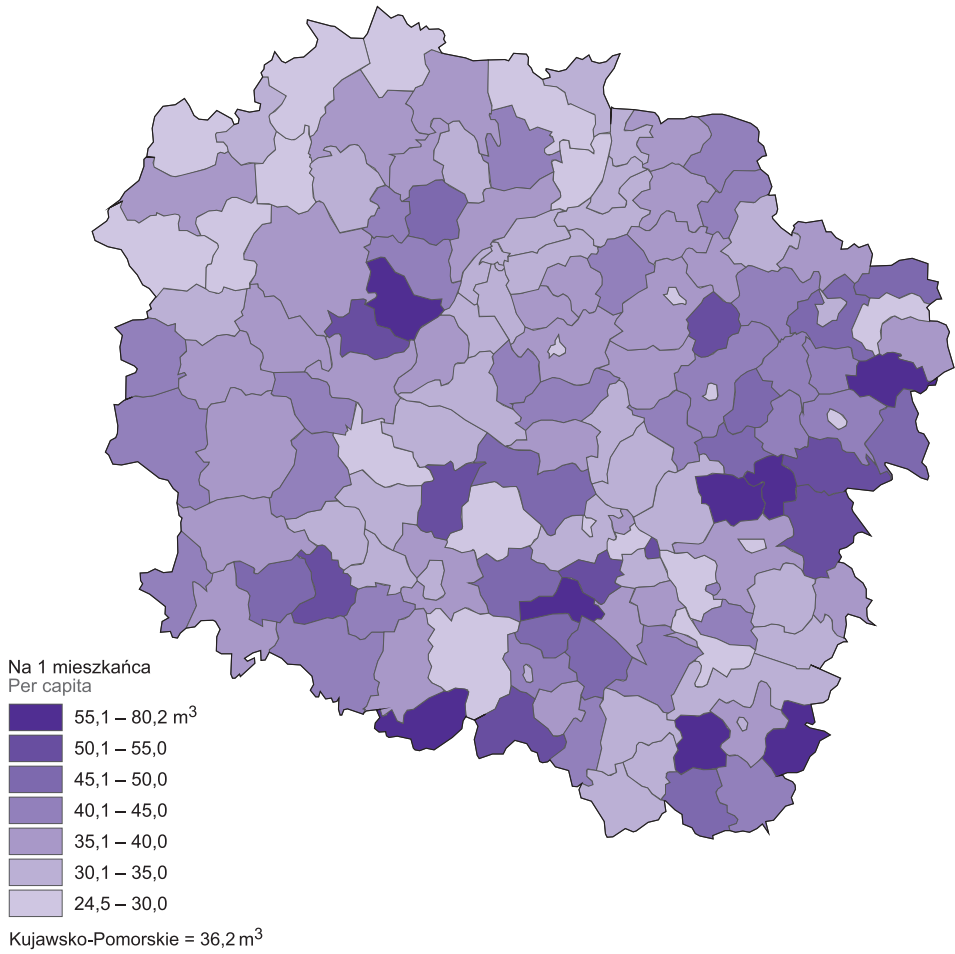 Na 1 mieszkańca
Per capita
55,1 – 80,2 m³
50,1 – 55,0
45,1 – 50,0
40,1 – 45,0
35,1 – 40,0
30,1 – 35,0
24,5 – 30,0
Kujawsko-Pomorskie = 36,2 m³